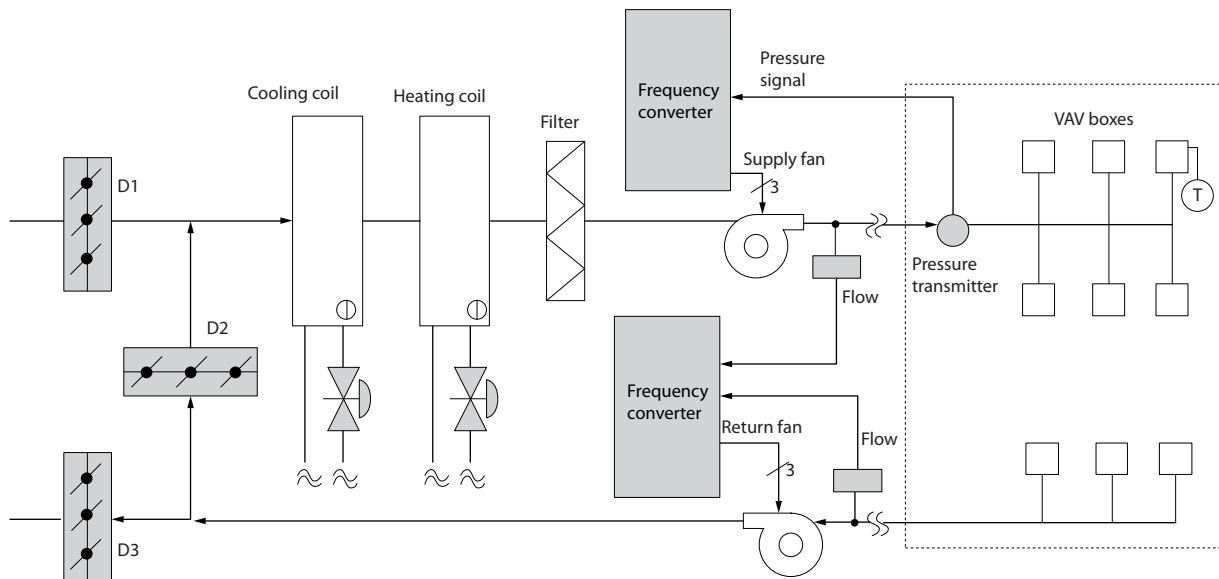 Pressure
signal
Cooling coil
Heating coil
Frequency
converter
VAV boxes
Filter
Supply fan
D1
3
T
Pressure
transmitter
Flow
D2
Frequency
converter
Return fan
Flow
3
D3